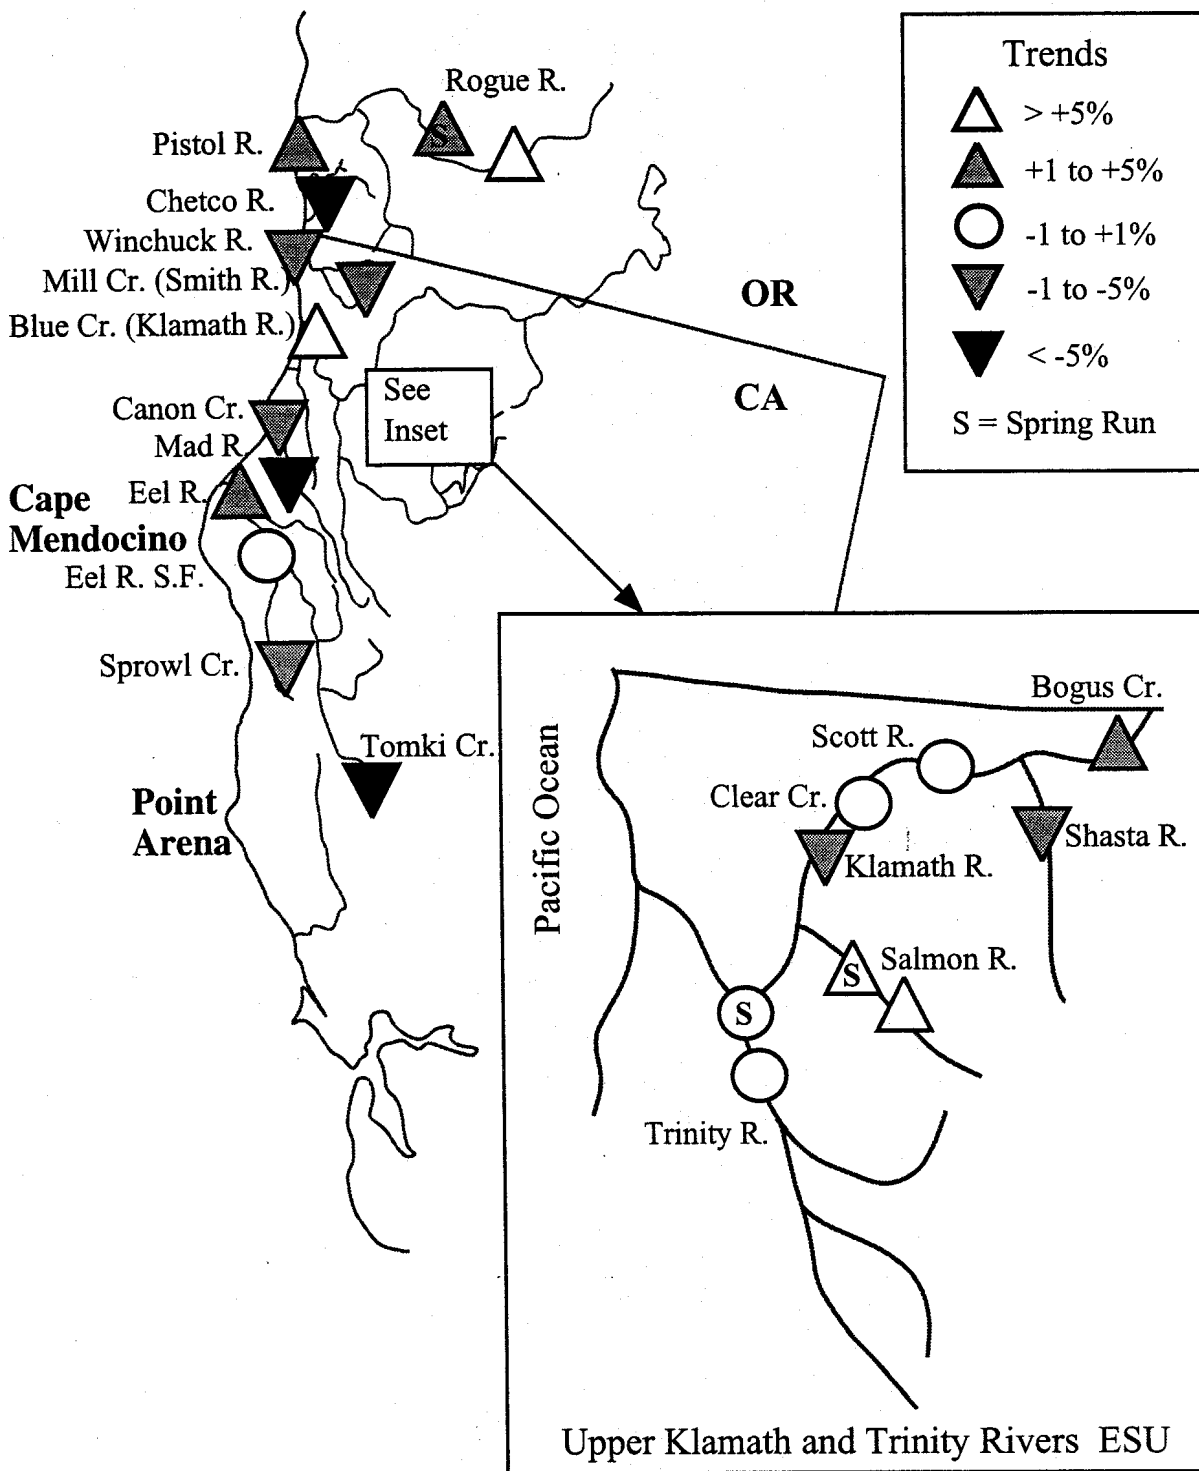 Rogue R.
Pistol R.
S
Chetco R.
Winchuck R.
Mill Cr. (Smith R.)
Blue Cr. (Klamath R.)
OR
CA
See
Inset
Canon Cr.
Mad R.
Eel R.
Cape
Mendocino
Eel R. S.F.
Sprowl Cr.
Tomki Cr.
Point
Arena
Trends
> +5%
+1 to +5%
-1 to +1%
-1 to -5%
< -5%
S = Spring Run
Pacific Ocean
Bogus Cr.
Scott R.
Clear Cr.
Shasta R.
Klamath R.
Salmon R.
S
S
Trinity R.
Upper Klamath and Trinity Rivers ESU